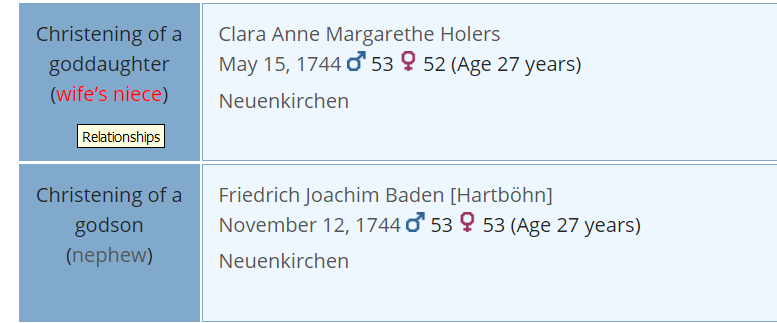 Christening of a
goddaughter
(wife’s niece)
Relationships
Clara Anne Margarethe Holers
May 15, 1744 ♂ 53 ♀ 52 (Age 27 years)
Neuenkirchen
Christening of a
godson
(nephew)
Friedrich Joachim Baden [Hartböhn]
November 12, 1744 ♂ 53 ♀ 53 (Age 27 years)
Neuenkirchen